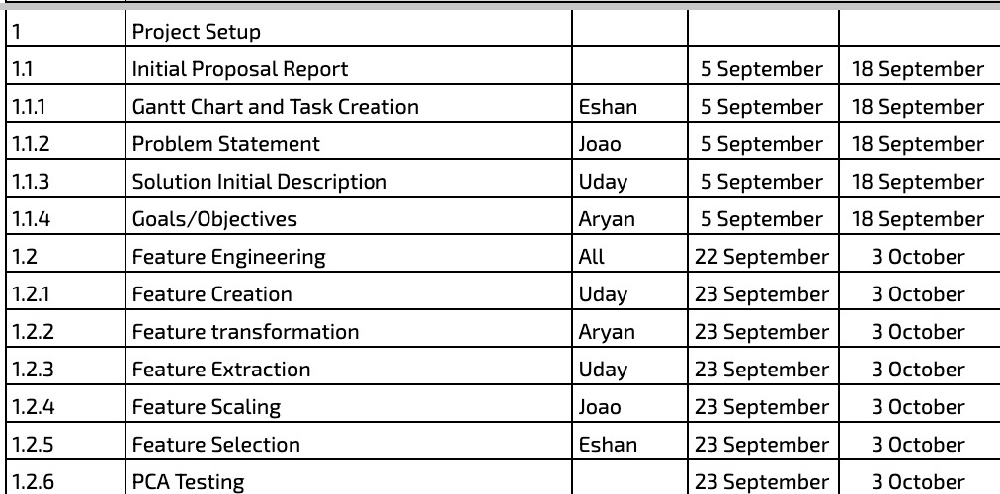 1 Project Setup
1.1 Initial Proposal Report 5 September 18 September
1.1.1 Gantt Chart and Task Creation Eshan 5 September 18 September
1.1.2 Problem Statement Joao 5 September 18 September
1.1.3 Solution Initial Description Uday 5 September 18 September
1.1.4 Goals/Objectives Aryan 5 September 18 September
1.2 Feature Engineering All 22 September 3 October
1.2.1 Feature Creation Uday 23 September 3 October
1.2.2 Feature transformation Aryan 23 September 3 October
1.2.3 Feature Extraction Uday 23 September 3 October
1.2.4 Feature Scaling Joao 23 September 3 October
1.2.5 Feature Selection Eshan 23 September 3 October
1.2.6 PCA Testing 23 September 3 October